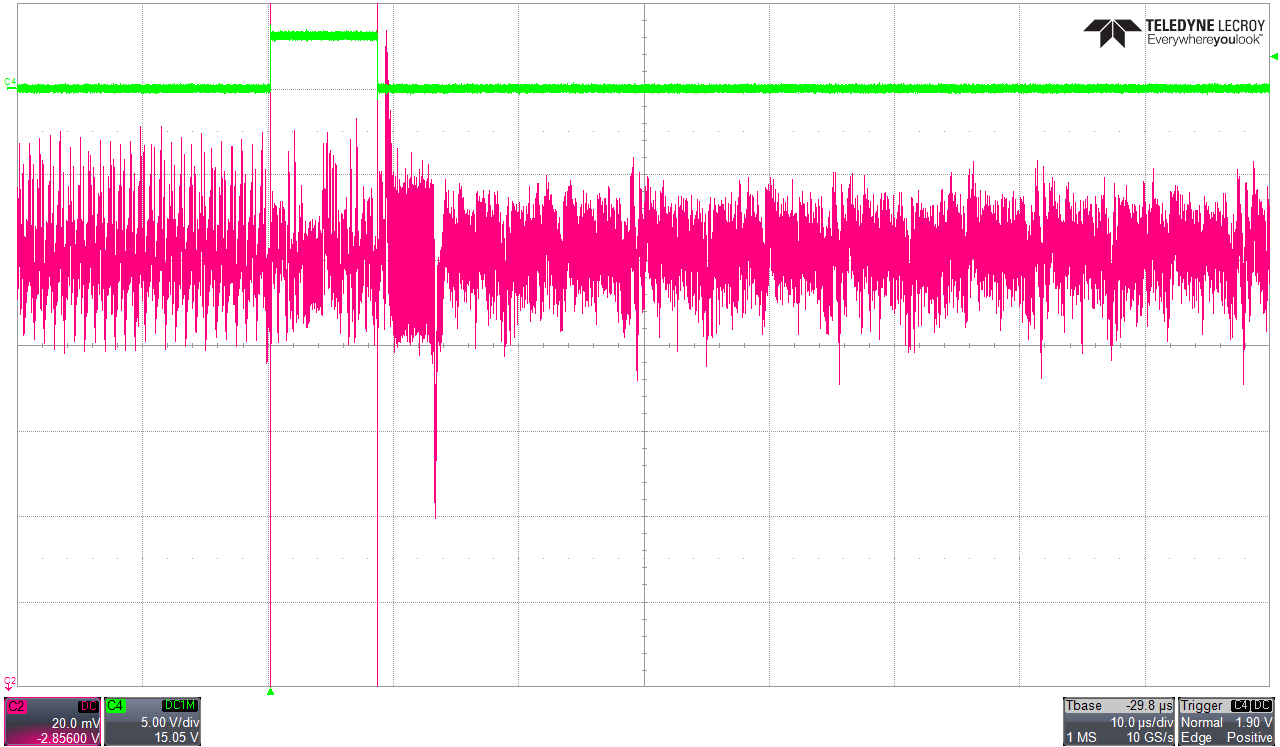 TELEDYNE LECROY
Everywhereyoulook™
C4
C2
C2 DC
20.0 mV
-2.85600 V
C4 DC1M
5.00 V/div
15.05 V
Tbase -29.8 µs
10.0 µs/div
1 MS 10 GS/s
Trigger C4 DC
Normal 1.90 V
Edge Positive